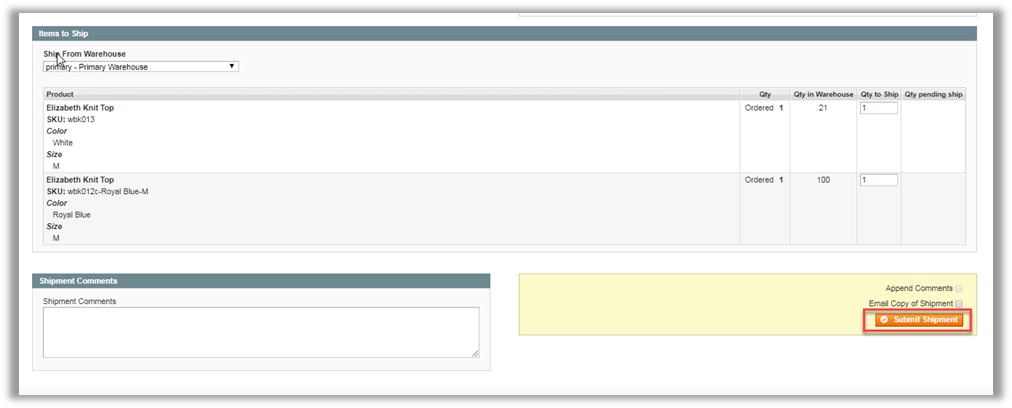 Items to Ship
Ship From Warehouse
primary - Primary Warehouse
Product Qty Qty in Warehouse Qty to Ship Qty pending ship
Elizabeth Knit Top Ordered 1 21 1
SKU: wbk013
Color
White
Size
M
Elizabeth Knit Top Ordered 1 100 1
SKU: wbk012c-Royal Blue-M
Color
Royal Blue
Size
M
Shipment Comments
Shipment Comments
Append Comments
Email Copy of Shipment
Submit Shipment